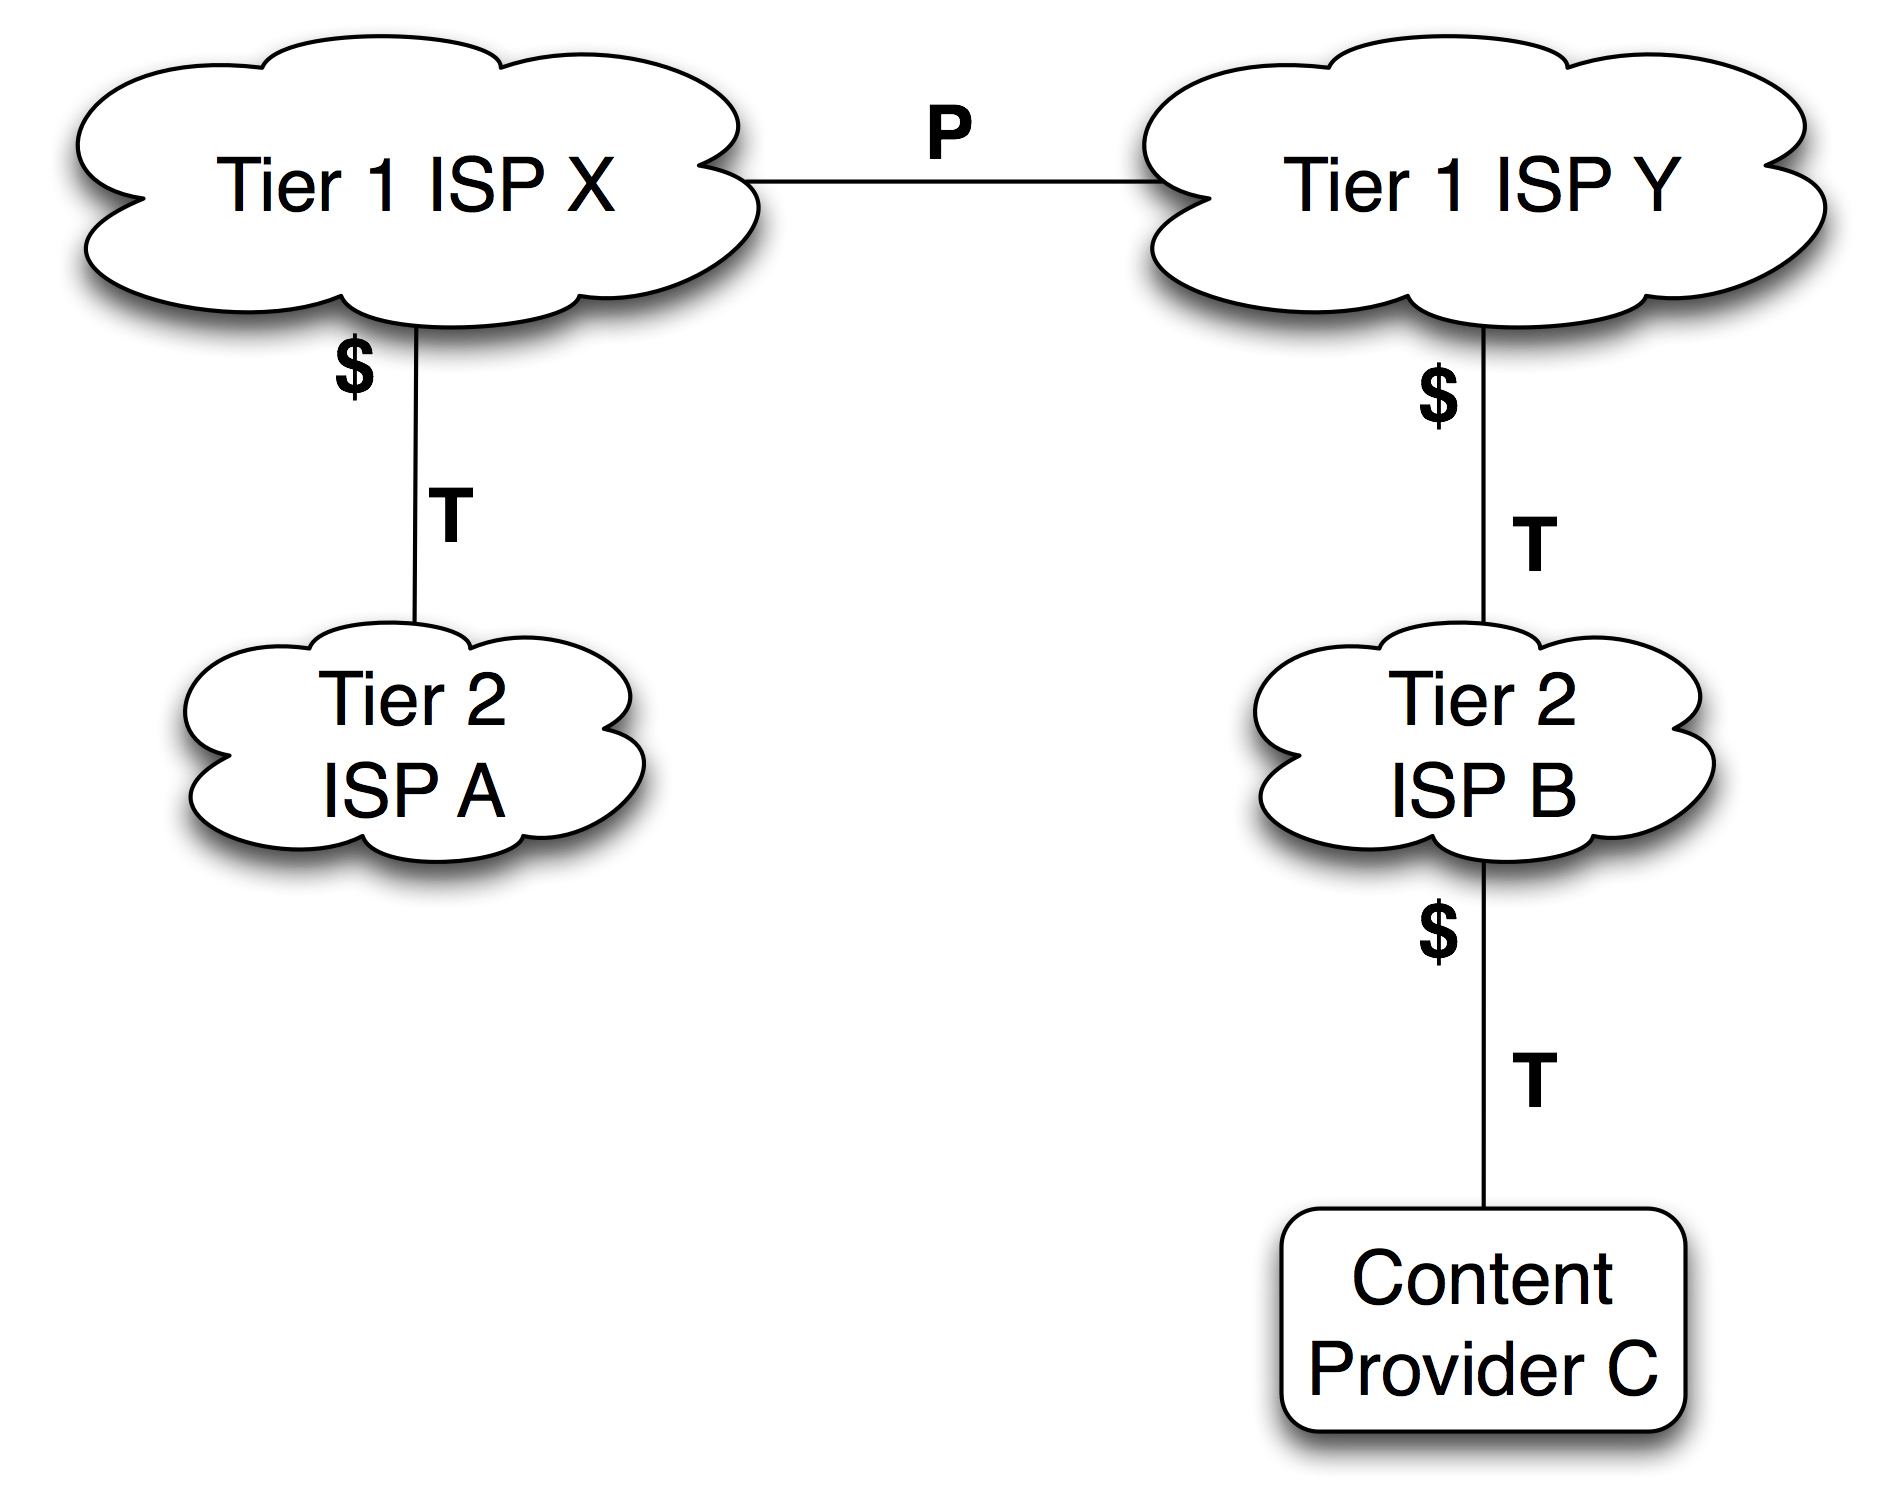 P
Tier 1 ISP X
Tier 1 ISP Y
$
$
T
T
Tier 2
ISP A
Tier 2
ISP B
$
T
Content
Provider C